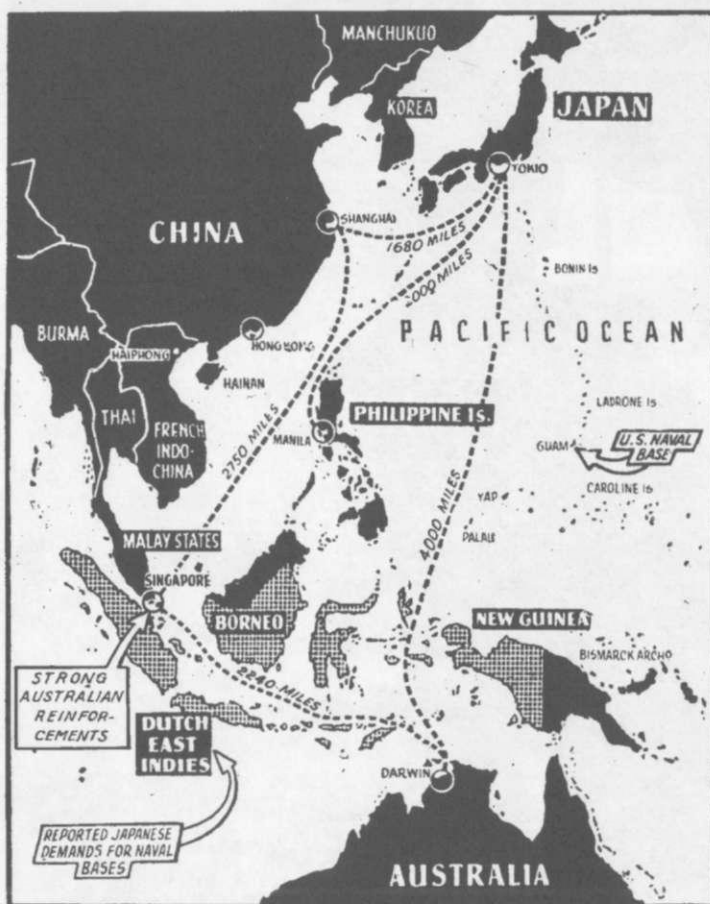 MANCHUKUO
KOREA
JAPAN
TOKIO
SHANGHAI
CHINA
1680 MILES
2000 MILES
BONIN IS
PACIFIC OCEAN
BURMA
HAIPHONG
HONG KONG
HAINAN
THAI
FRENCH
INDO-
CHINA
2750 MILES
PHILIPPINE Is.
MANILA
LADRONE IS
GUAM
U.S. NAVAL
BASE
CAROLINE IS
YAP
PALAU
4000 MILES
MALAY STATES
SINGAPORE
BORNEO
NEW GUINEA
BISMARCK ARCHO
STRONG
AUSTRALIAN
REINFOR-
CEMENTS
2240 MILES
DUTCH
EAST
INDIES
DARWIN
REPORTED JAPANESE
DEMANDS FOR NAVAL
BASES
AUSTRALIA